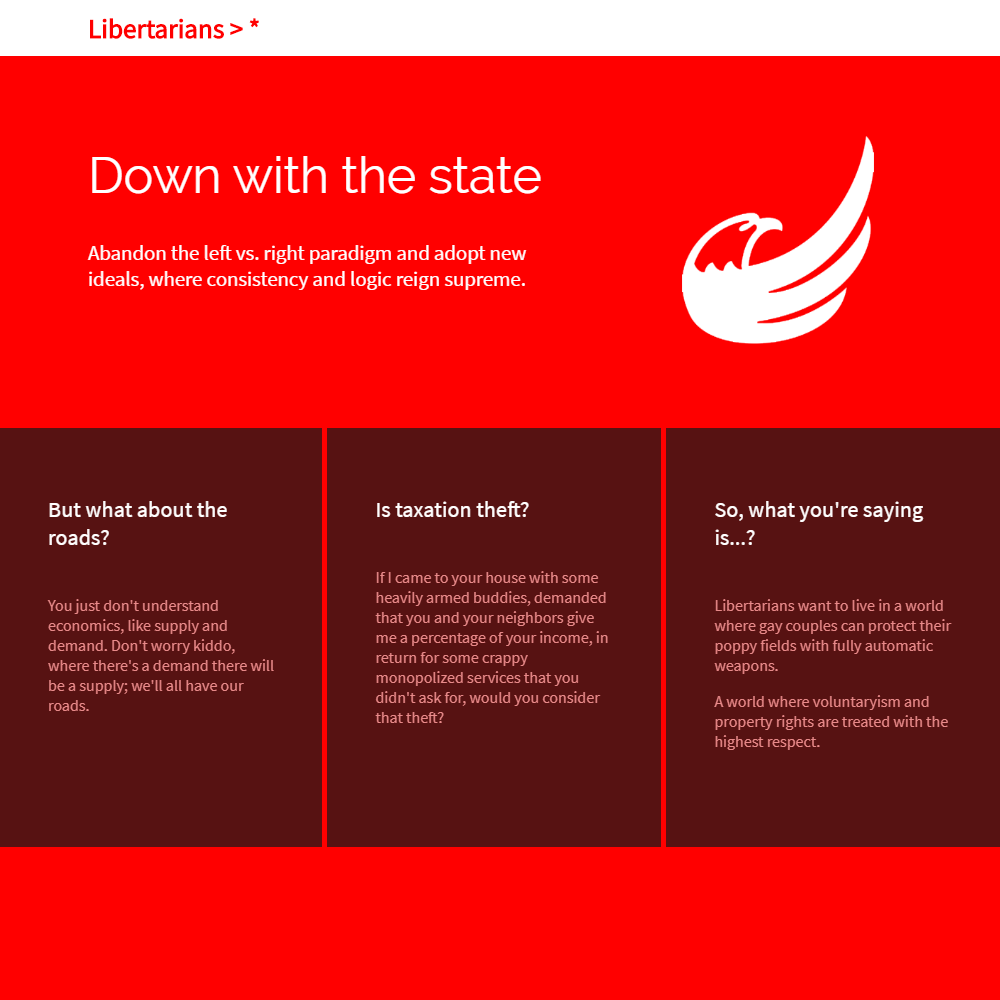 Libertarians > *
Down with the state
Abandon the left vs. right paradigm and adopt new
ideals, where consistency and logic reign supreme.
But what about the
roads?
You just don't understand
economics, like supply and
demand. Don't worry kiddo,
where there's a demand there will
be a supply; we'll all have our
roads.
Is taxation theft?
If I came to your house with some
heavily armed buddies, demanded
that you and your neighbors give
me a percentage of your income, in
return for some crappy
monopolized services that you
didn't ask for, would you consider
that theft?
So, what you're saying
is...?
Libertarians want to live in a world
where gay couples can protect their
poppy fields with fully automatic
weapons.
A world where voluntaryism and
property rights are treated with the
highest respect.